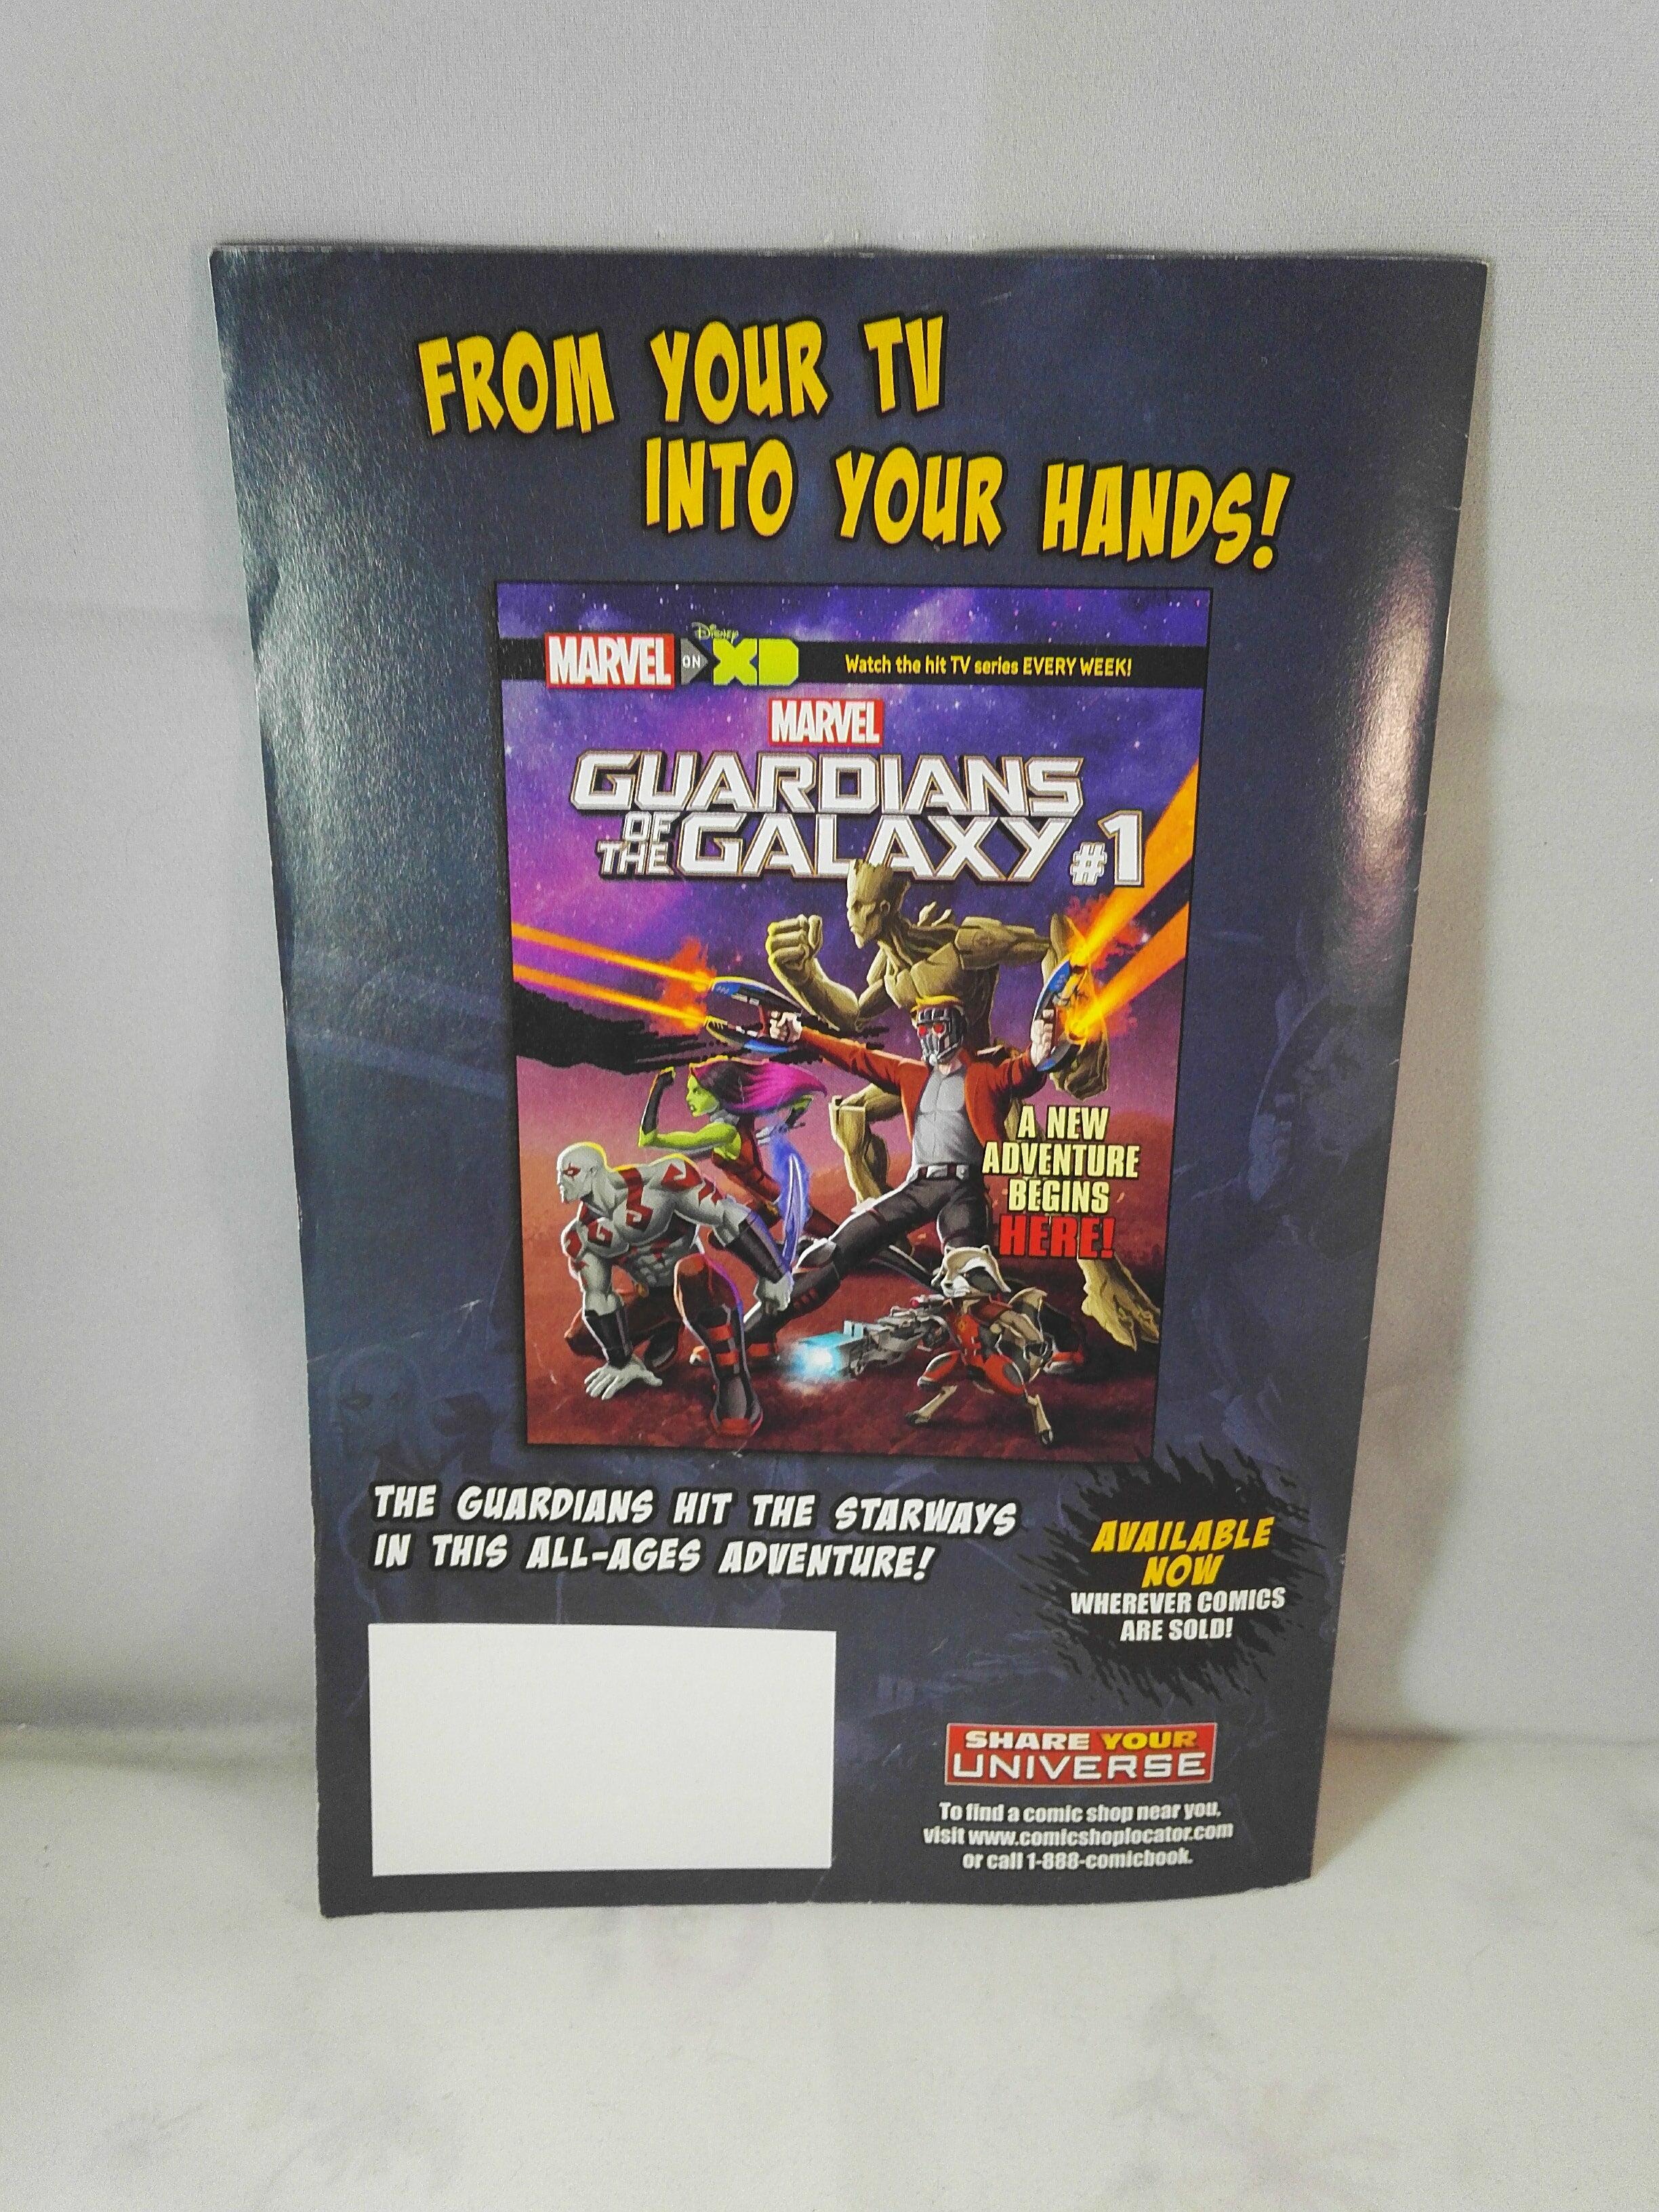 FROM YOUR TV
INTO YOUR HANDS!
MARVEL ON Disney XD Watch the hit TV series EVERY WEEK!
MARVEL
GUARDIANS
OF THE GALAXY #1
A NEW
ADVENTURE
BEGINS
HERE!
THE GUARDIANS HIT THE STARWAYS
IN THIS ALL-AGES ADVENTURE!
AVAILABLE
NOW
WHEREVER COMICS
ARE SOLD!
SHARE YOUR
UNIVERSE
To find a comic shop near you,
visit www.comicshoplocator.com
or call 1-888-comicbook.